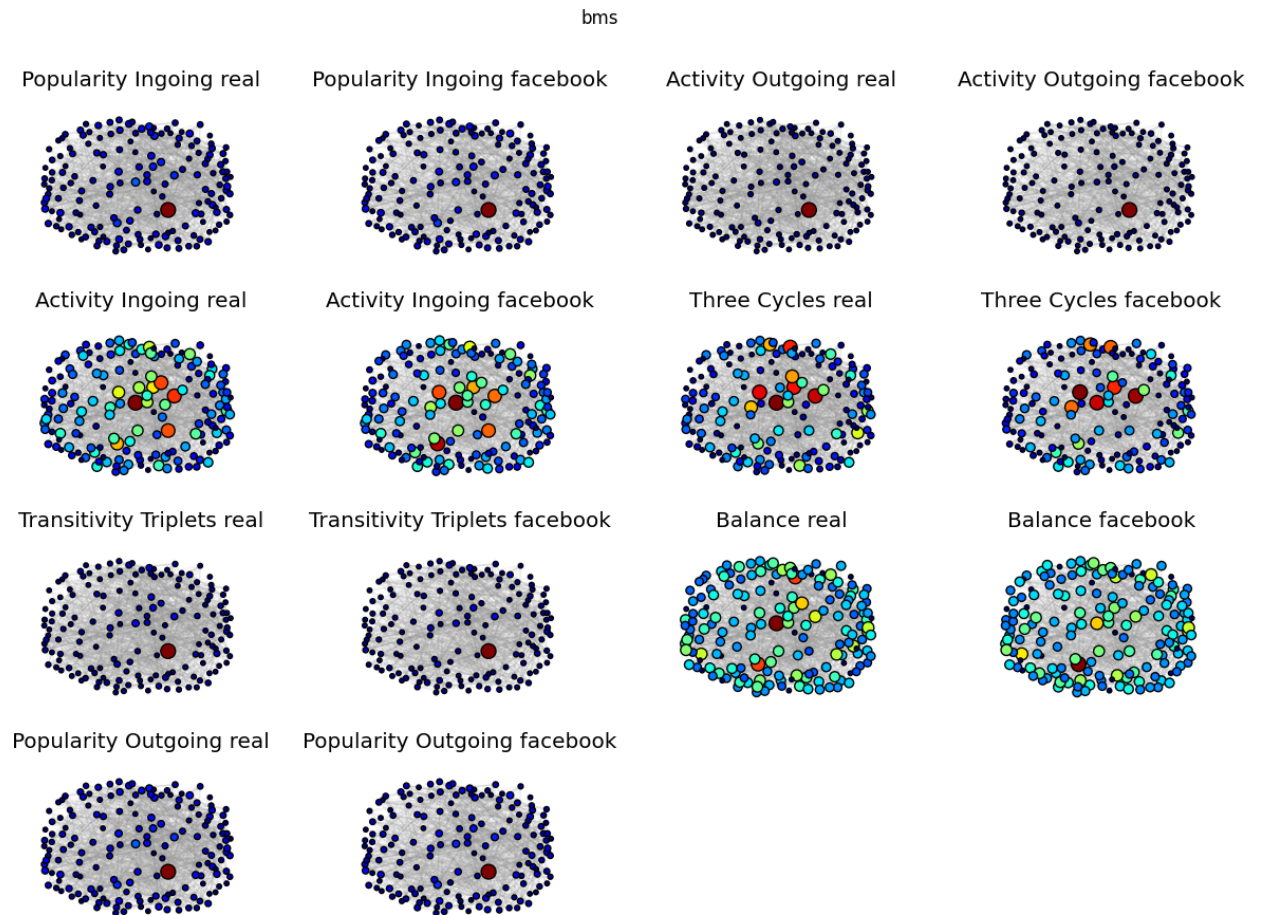 bms
Popularity Ingoing real
Popularity Ingoing facebook
Activity Outgoing real
Activity Outgoing facebook
Activity Ingoing real
Activity Ingoing facebook
Three Cycles real
Three Cycles facebook
Transitivity Triplets real
Transitivity Triplets facebook
Balance real
Balance facebook
Popularity Outgoing real
Popularity Outgoing facebook